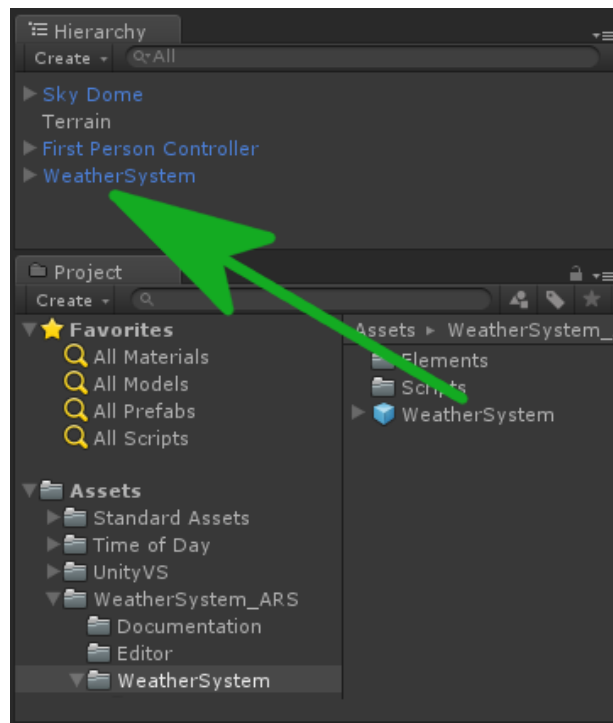 Hierarchy
Create All
Sky Dome
Terrain
First Person Controller
WeatherSystem
Project
Create
Favorites
All Materials
All Models
All Prefabs
All Scripts
Assets
Standard Assets
Time of Day
UnityVS
WeatherSystem_ARS
Documentation
Editor
WeatherSystem
Assets WeatherSystem_
Elements
Scripts
WeatherSystem